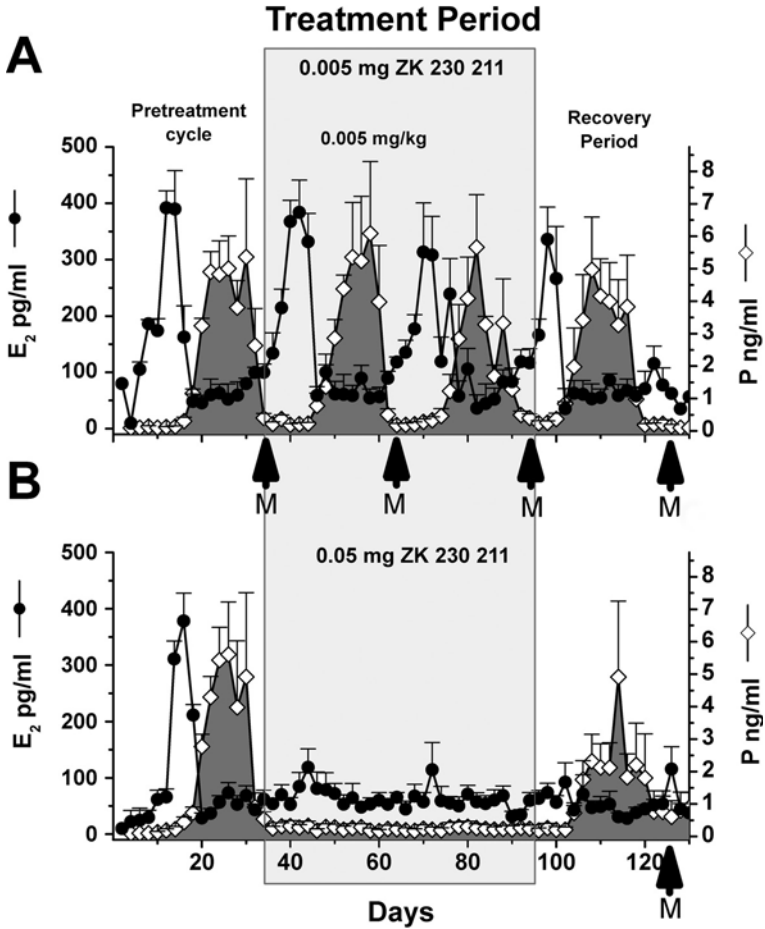 Treatment Period
A
0.005 mg ZK 230 211
Pretreatment
cycle
0.005 mg/kg
Recovery
Period
500
400
300
200
100
0
E2 pg/ml
8
7
6
5
4
3
2
1
0
P ng/ml
M
M
M
M
B
0.05 mg ZK 230 211
500
400
300
200
100
0
E2 pg/ml
8
7
6
5
4
3
2
1
0
P ng/ml
20
40
60
80
100
120
Days
M